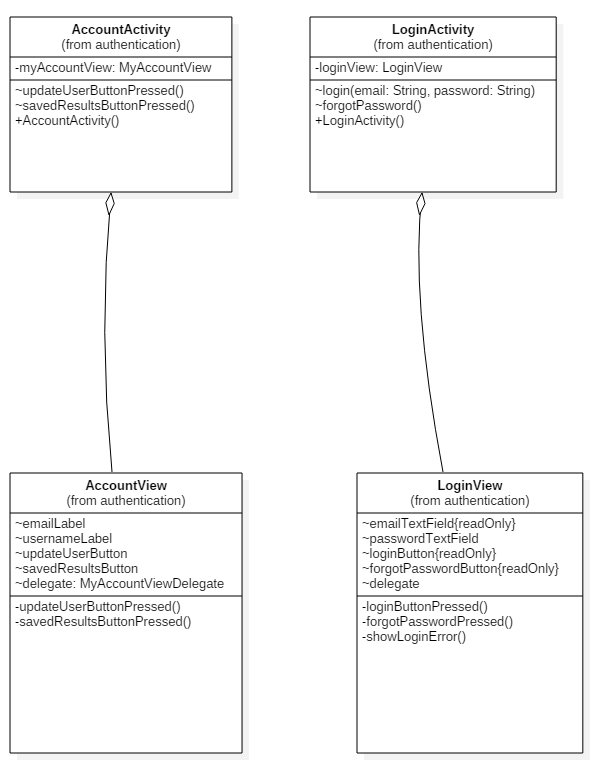 AccountActivity
(from authentication)
-myAccountView: MyAccountView
~updateUserButtonPressed()
~savedResultsButtonPressed()
+AccountActivity()
LoginActivity
(from authentication)
-loginView: LoginView
~login(email: String, password: String)
~forgotPassword()
+LoginActivity()
AccountView
(from authentication)
~emailLabel
~usernameLabel
~updateUserButton
~savedResultsButton
~delegate: MyAccountViewDelegate
-updateUserButtonPressed()
-savedResultsButtonPressed()
LoginView
(from authentication)
~emailTextField{readOnly}
~passwordTextField
~loginButton{readOnly}
~forgotPasswordButton{readOnly}
~delegate
-loginButtonPressed()
-forgotPasswordPressed()
-showLoginError()